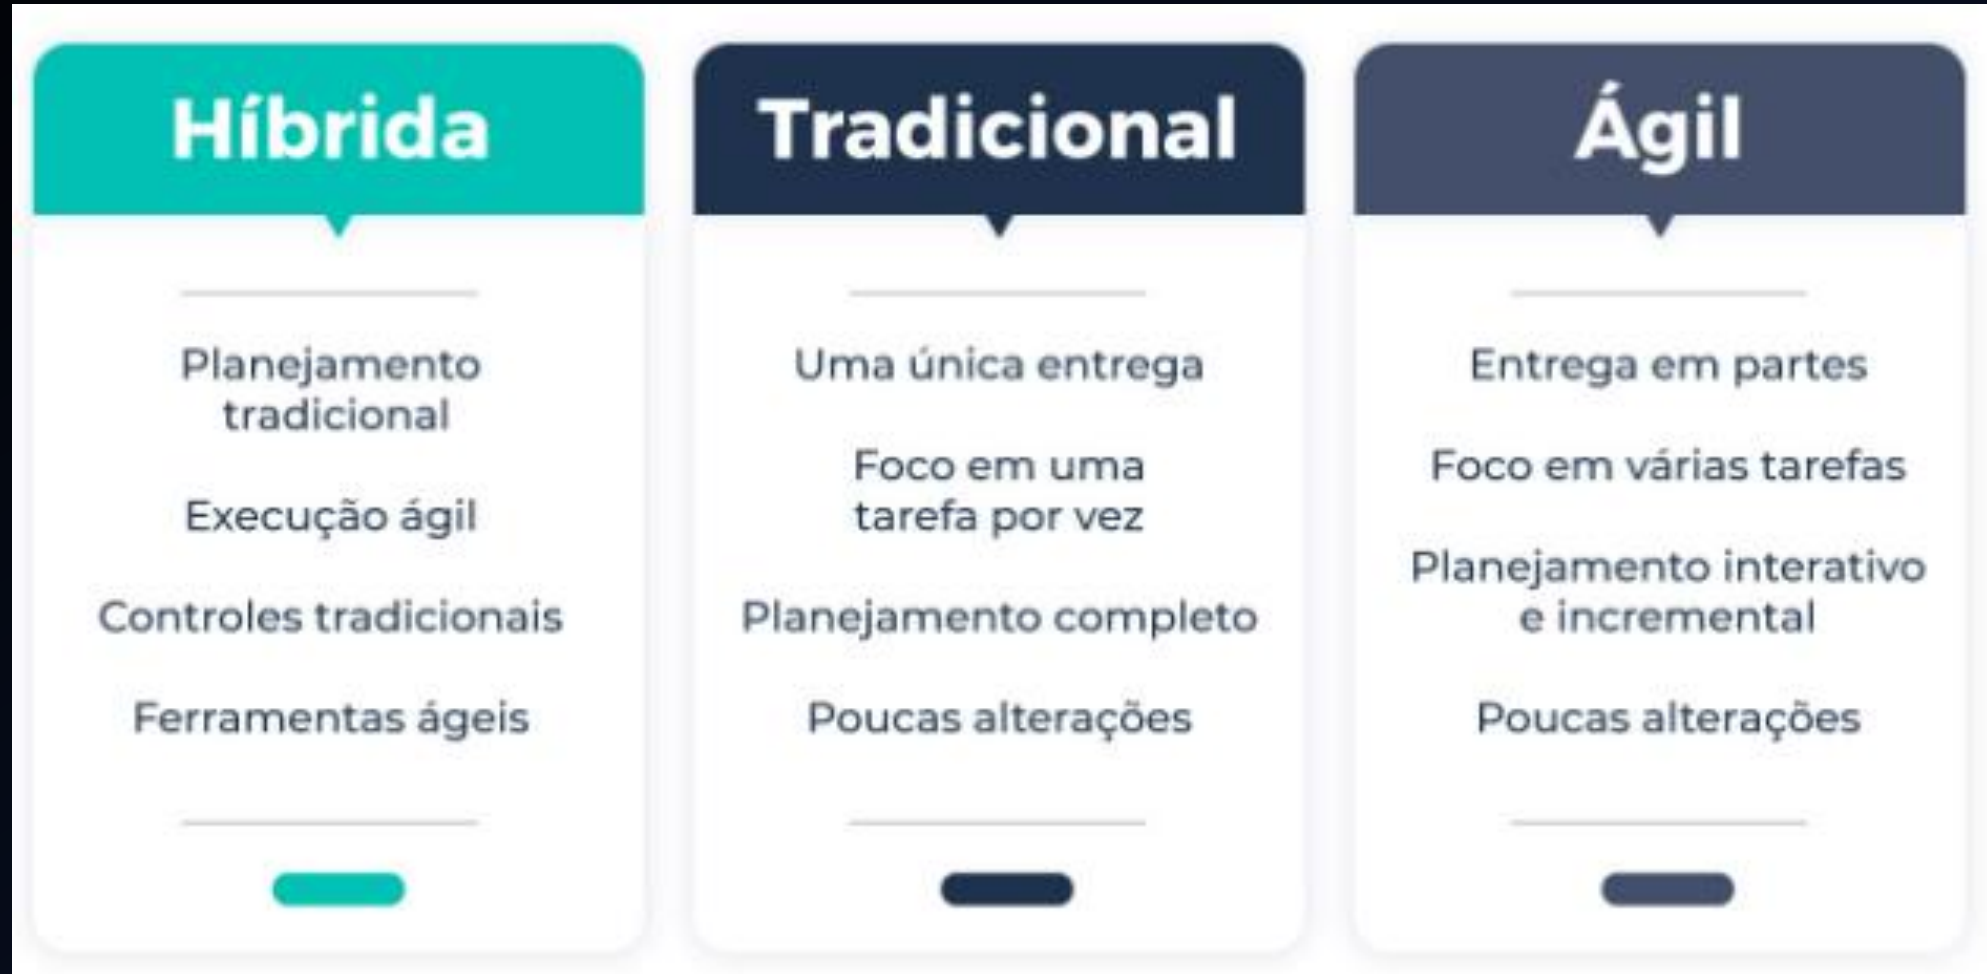 Híbrida
Planejamento
tradicional
Execução ágil
Controles tradicionais
Ferramentas ágeis
Tradicional
Uma única entrega
Foco em uma
tarefa por vez
Planejamento completo
Poucas alterações
Ágil
Entrega em partes
Foco em várias tarefas
Planejamento interativo
e incremental
Poucas alterações